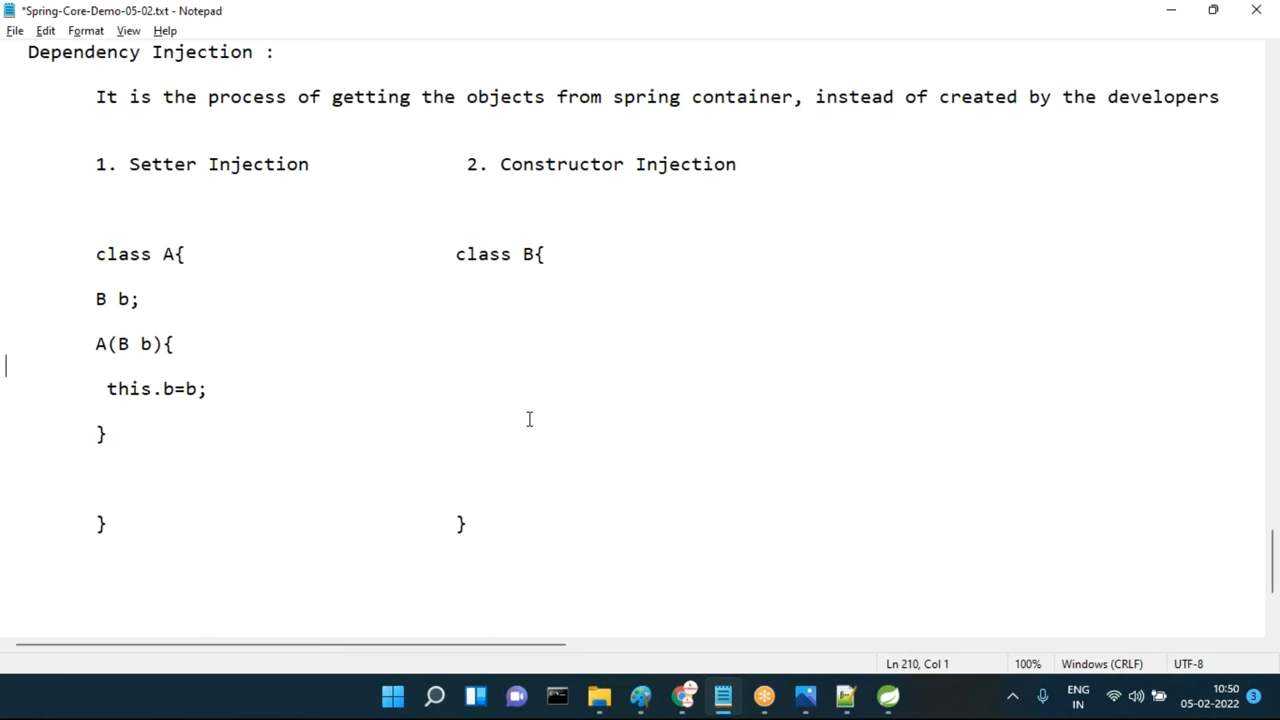 *Spring-Core-Demo-05-02.txt - Notepad
File Edit Format View Help
Dependency Injection :
It is the process of getting the objects from spring container, instead of created by the developers
1. Setter Injection 2. Constructor Injection
class A{ class B{
B b;
A(B b){
this.b=b;
}
} }
Ln 210, Col 1 100% Windows (CRLF) UTF-8
ENG 10:50
IN 05-02-2022 3